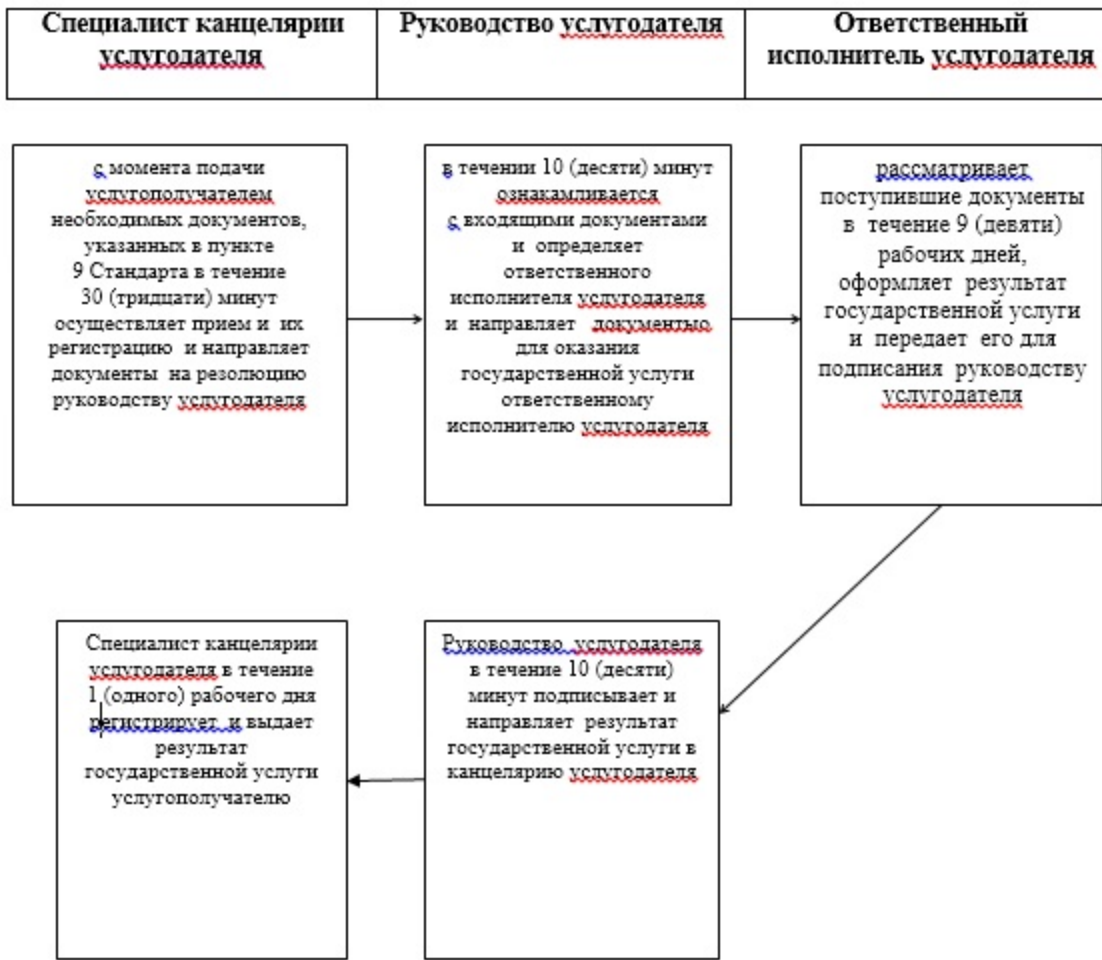 Специалист канцелярии
услугодателя
Руководство услугодателя
Ответственный
исполнитель услугодателя
с момента подачи
услугополучателем
необходимых документов,
указанных в пункте
9 Стандарта в течение
30 (тридцати) минут
осуществляет прием и их
регистрацию и направляет
документы на резолюцию
руководству услугодателя
в течении 10 (десяти) минут
ознакамливается
с входящими документами
и определяет
ответственного
исполнителя услугодателя
и направляет документыо
для оказания
государственной услуги
ответственному
исполнителю услугодателя
рассматривает
поступившие документы
в течение 9 (девяти)
рабочих дней,
оформляет результат
государственной услуги
и передает его для
подписания руководству
услугодателя
Специалист канцелярии
услугодателя в течение
1 (одного) рабочего дня
регистрирует и выдает
результат
государственной услуги
услугополучателю
Руководство услугодателя
в течение 10 (десяти)
минут подписывает и
направляет результат
государственной услуги в
канцелярию услугодателя